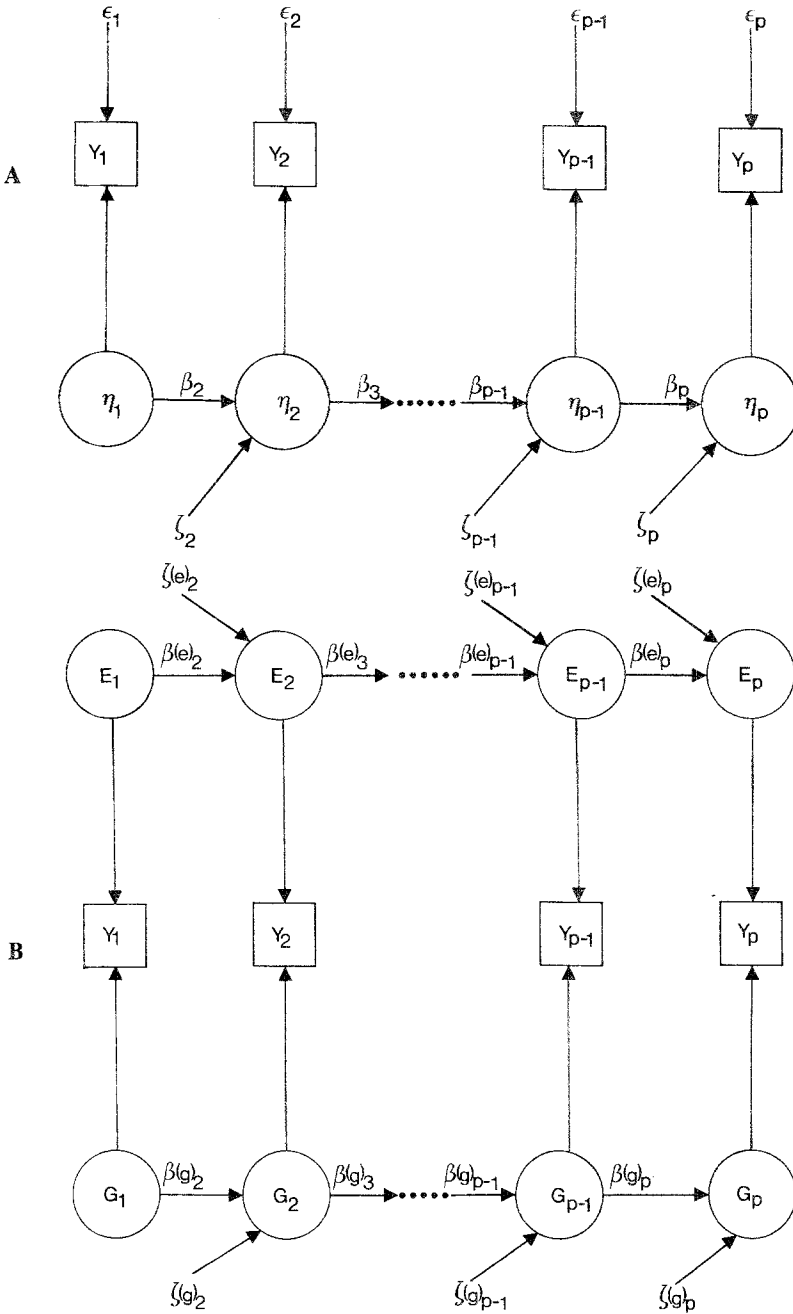 ϵ₁ ϵ₂ ϵp-1 ϵp
Y₁ Y₂ Yp-1 Yp
A
β₂ β₃ βp-1 βp
η₁ η₂ ηp-1 ηp
ζ₂ ζp-1 ζp
ζ(e)₂ ζ(e)p-1 ζ(e)p
β(e)₂ β(e)₃ β(e)p-1 β(e)p
E₁ E₂ Ep-1 Ep
Y₁ Y₂ Yp-1 Yp
B
β(g)₂ β(g)₃ β(g)p-1 β(g)p
G₁ G₂ Gp-1 Gp
ζ(g)₂ ζ(g)p-1 ζ(g)p